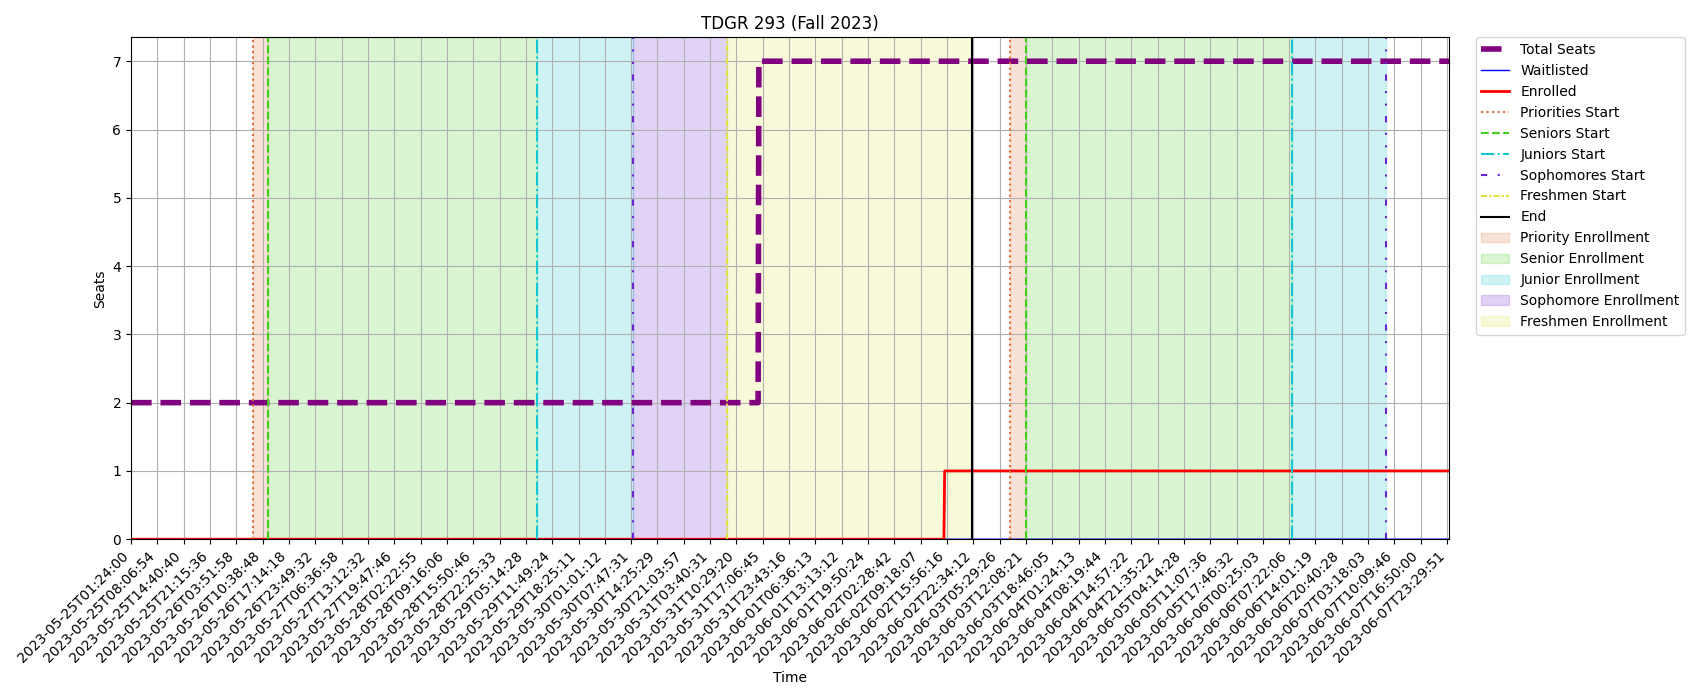 TDGR 293 (Fall 2023)
7
6
5
4
3
2
1
0
Seats
2023-05-25T01:24:00
2023-05-25T08:06:54
2023-05-25T14:40:40
2023-05-25T21:15:36
2023-05-26T03:51:58
2023-05-26T10:38:48
2023-05-26T17:14:18
2023-05-26T23:49:32
2023-05-27T06:36:58
2023-05-27T13:12:32
2023-05-27T19:47:46
2023-05-28T02:22:55
2023-05-28T09:16:06
2023-05-28T15:50:46
2023-05-28T22:25:33
2023-05-29T05:14:28
2023-05-29T11:49:24
2023-05-29T18:25:11
2023-05-30T01:01:12
2023-05-30T07:47:31
2023-05-30T14:25:29
2023-05-30T21:03:57
2023-05-31T03:40:31
2023-05-31T10:29:20
2023-05-31T17:06:45
2023-05-31T23:43:16
2023-06-01T06:36:13
2023-06-01T13:13:12
2023-06-01T19:50:24
2023-06-02T02:28:42
2023-06-02T09:18:07
2023-06-02T15:56:16
2023-06-02T22:34:12
2023-06-03T05:29:26
2023-06-03T12:08:21
2023-06-03T18:46:05
2023-06-04T01:24:13
2023-06-04T08:19:44
2023-06-04T14:57:22
2023-06-04T21:35:22
2023-06-05T04:14:28
2023-06-05T11:07:36
2023-06-05T17:46:32
2023-06-06T00:25:03
2023-06-06T07:22:06
2023-06-06T14:01:19
2023-06-06T20:40:28
2023-06-07T03:18:03
2023-06-07T10:09:46
2023-06-07T16:50:00
2023-06-07T23:29:51
Time
Total Seats
Waitlisted
Enrolled
Priorities Start
Seniors Start
Juniors Start
Sophomores Start
Freshmen Start
End
Priority Enrollment
Senior Enrollment
Junior Enrollment
Sophomore Enrollment
Freshmen Enrollment